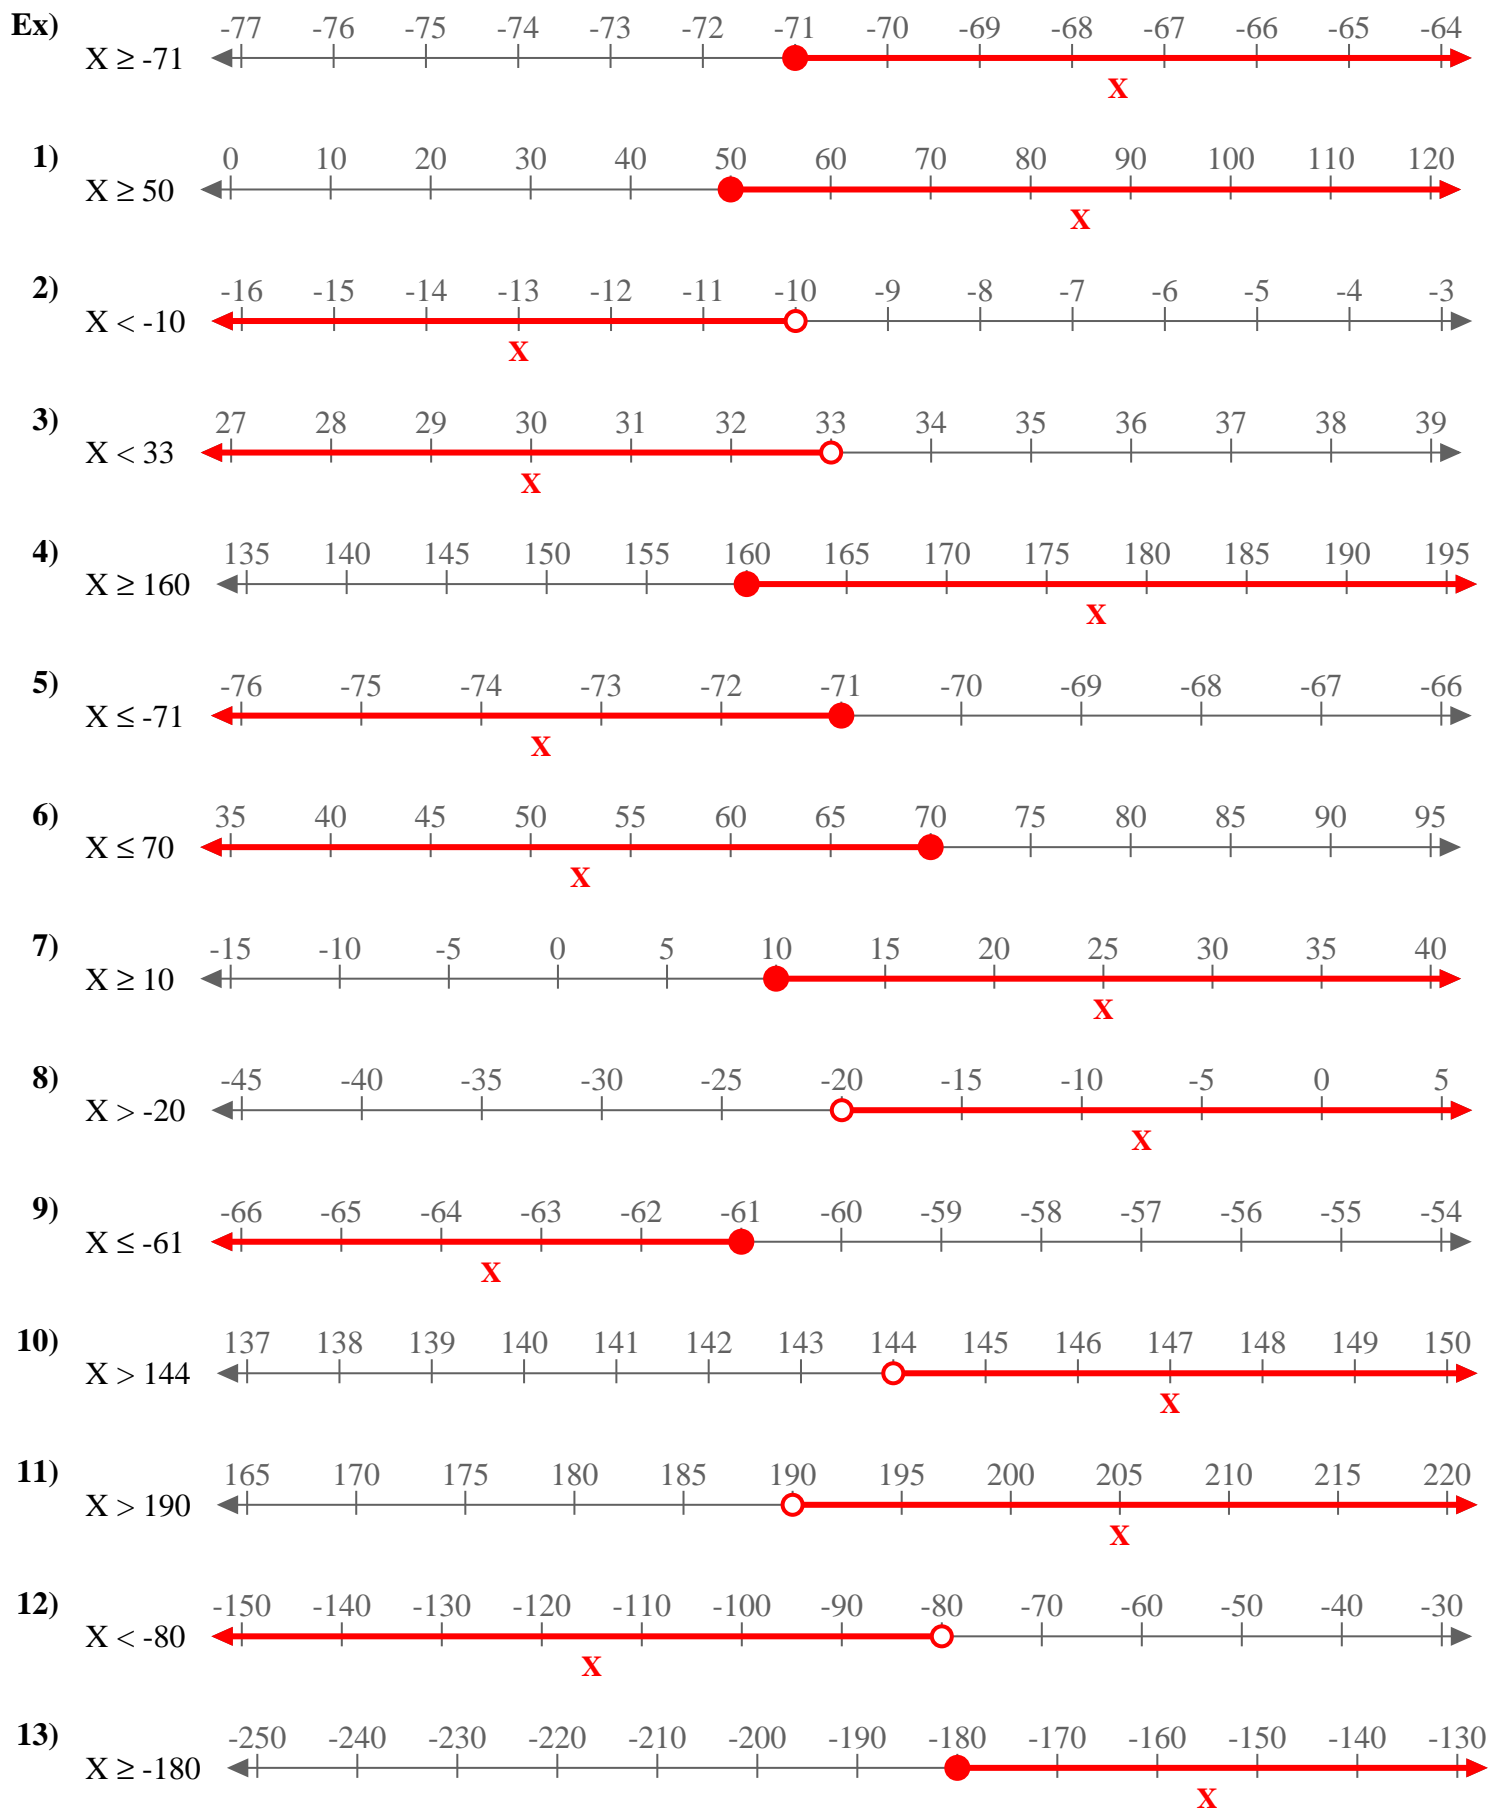 Ex) -77 -76 -75 -74 -73 -72 -71 -70 -69 -68 -67 -66 -65 -64
X ≥ -71
X
1) 0 10 20 30 40 50 60 70 80 90 100 110 120
X ≥ 50
X
2) -16 -15 -14 -13 -12 -11 -10 -9 -8 -7 -6 -5 -4 -3
X < -10
X
3) 27 28 29 30 31 32 33 34 35 36 37 38 39
X < 33
X
4) 135 140 145 150 155 160 165 170 175 180 185 190 195
X ≥ 160
X
5) -76 -75 -74 -73 -72 -71 -70 -69 -68 -67 -66
X ≤ -71
X
6) 35 40 45 50 55 60 65 70 75 80 85 90 95
X ≤ 70
X
7) -15 -10 -5 0 5 10 15 20 25 30 35 40
X ≥ 10
X
8) -45 -40 -35 -30 -25 -20 -15 -10 -5 0 5
X > -20
X
9) -66 -65 -64 -63 -62 -61 -60 -59 -58 -57 -56 -55 -54
X ≤ -61
X
10) 137 138 139 140 141 142 143 144 145 146 147 148 149 150
X > 144
X
11) 165 170 175 180 185 190 195 200 205 210 215 220
X > 190
X
12) -150 -140 -130 -120 -110 -100 -90 -80 -70 -60 -50 -40 -30
X < -80
X
13) -250 -240 -230 -220 -210 -200 -190 -180 -170 -160 -150 -140 -130
X ≥ -180
X